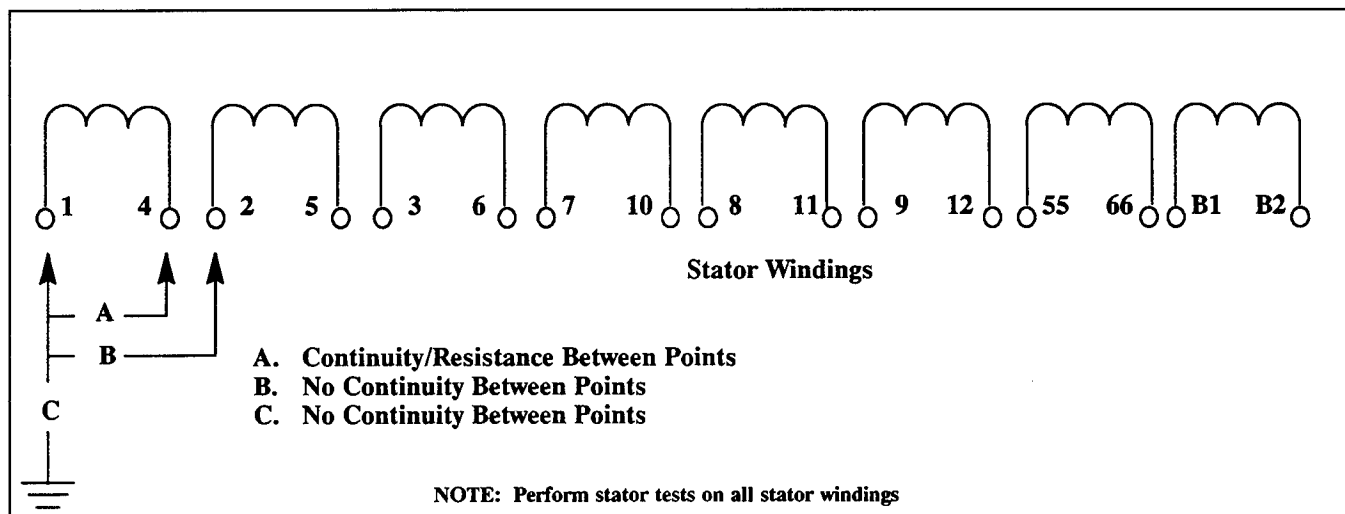 1 4 2 5 3 6 7 10 8 11 9 12 55 66 B1 B2
Stator Windings
A
B
C
A. Continuity/Resistance Between Points
B. No Continuity Between Points
C. No Continuity Between Points
NOTE: Perform stator tests on all stator windings